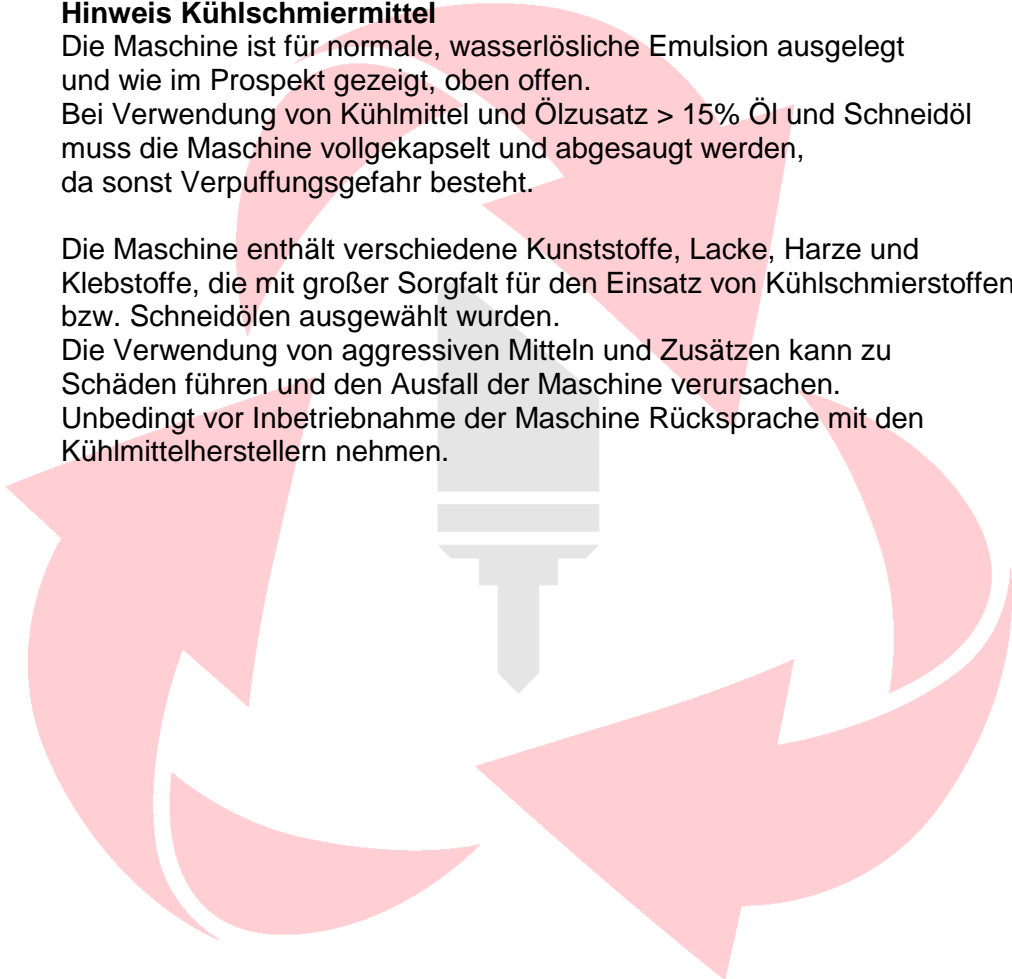 Hinweis Kühlschmiermittel
Die Maschine ist für normale, wasserlösliche Emulsion ausgelegt
und wie im Prospekt gezeigt, oben offen.
Bei Verwendung von Kühlmittel und Ölzusatz > 15% Öl und Schneidöl
muss die Maschine vollgekapselt und abgesaugt werden,
da sonst Verpuffungsgefahr besteht.
Die Maschine enthält verschiedene Kunststoffe, Lacke, Harze und
Klebstoffe, die mit großer Sorgfalt für den Einsatz von Kühlschmierstoffen
bzw. Schneidölen ausgewählt wurden.
Die Verwendung von aggressiven Mitteln und Zusätzen kann zu
Schäden führen und den Ausfall der Maschine verursachen.
Unbedingt vor Inbetriebnahme der Maschine Rücksprache mit den
Kühlmittelherstellern nehmen.